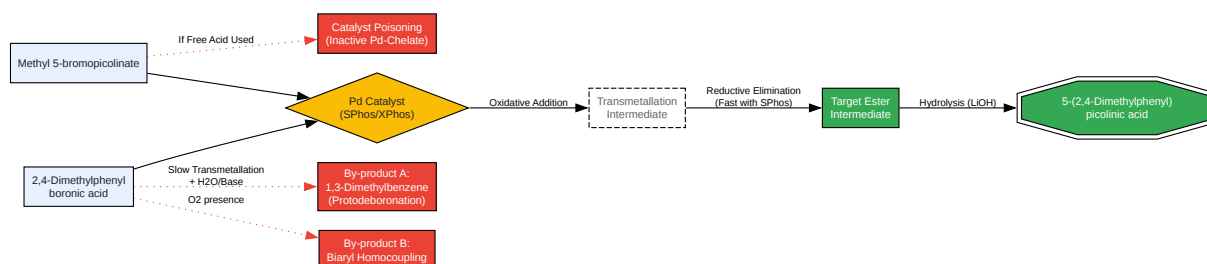 Methyl 5-bromopicolinate
If Free Acid Used
Catalyst Poisoning
(Inactive Pd-Chelate)
Pd Catalyst
(SPhos/XPhos)
Oxidative Addition
Transmetallation
Intermediate
Reductive Elimination
(Fast with SPhos)
Target Ester
Intermediate
Hydrolysis (LiOH)
5-(2,4-Dimethylphenyl)
picolinic acid
2,4-Dimethylphenyl
boronic acid
Slow Transmetallation
+ H2O/Base
O2 presence
By-product A:
1,3-Dimethylbenzene
(Protodeboronation)
By-product B:
Biaryl Homocoupling